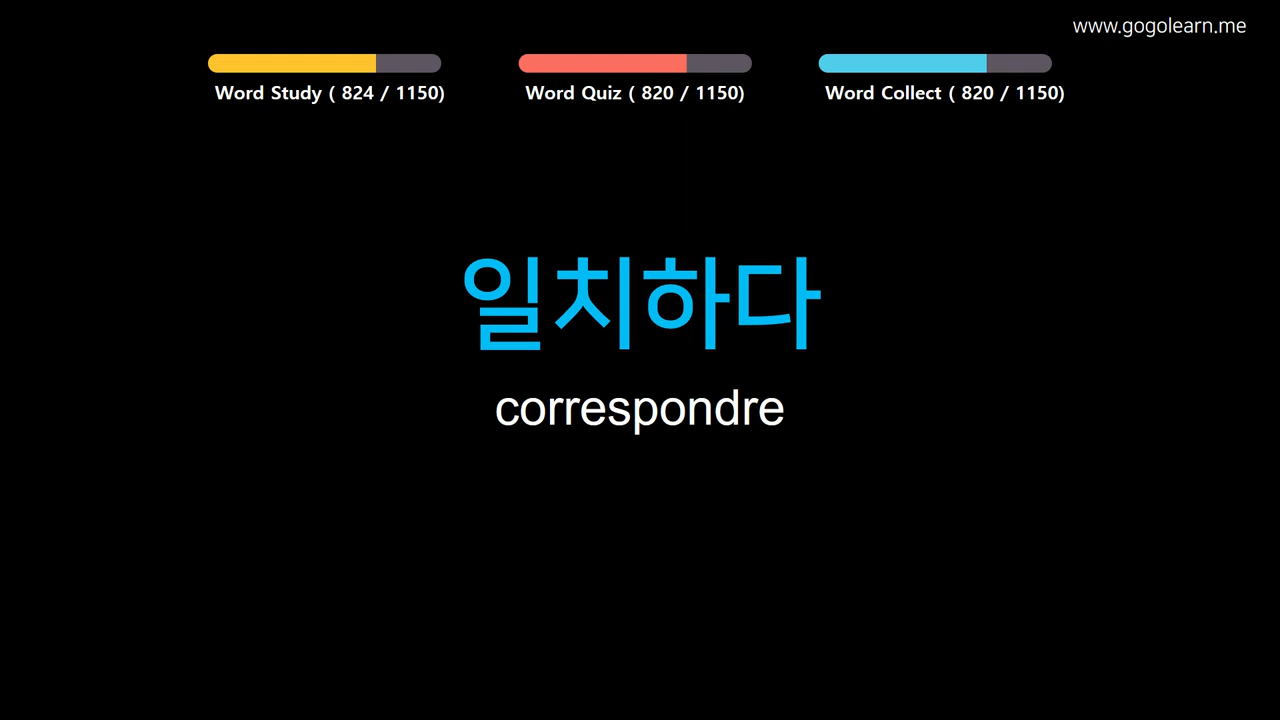 www.gogolearn.me
Word Study ( 824 / 1150)
Word Quiz ( 820 / 1150)
Word Collect ( 820 / 1150)
일치하다
correspondre